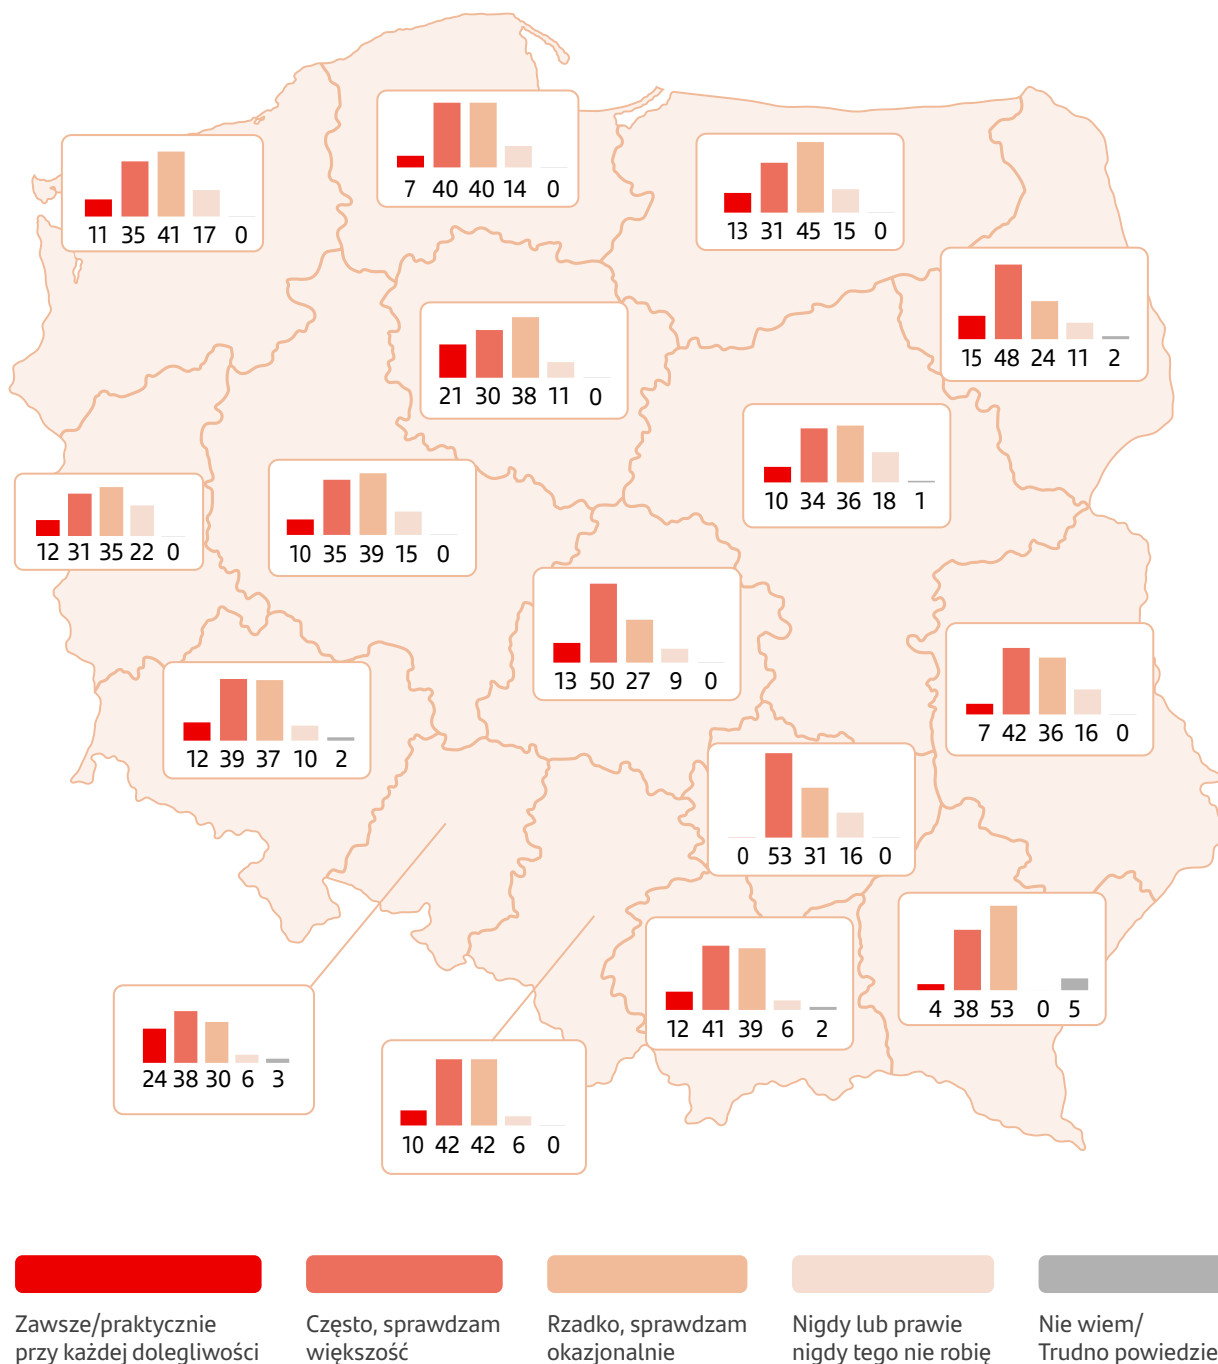 7 40 40 14 0
11 35 41 17 0
13 31 45 15 0
15 48 24 11 2
21 30 38 11 0
10 34 36 18 1
12 31 35 22 0
10 35 39 15 0
13 50 27 9 0
7 42 36 16 0
12 39 37 10 2
0 53 31 16 0
4 38 53 0 5
12 41 39 6 2
24 38 30 6 3
10 42 42 6 0
Zawsze/praktycznie
przy każdej dolegliwości
Często, sprawdzam
większość
Rzadko, sprawdzam
okazjonalnie
Nigdy lub prawie
nigdy tego nie robię
Nie wiem/
Trudno powiedzie